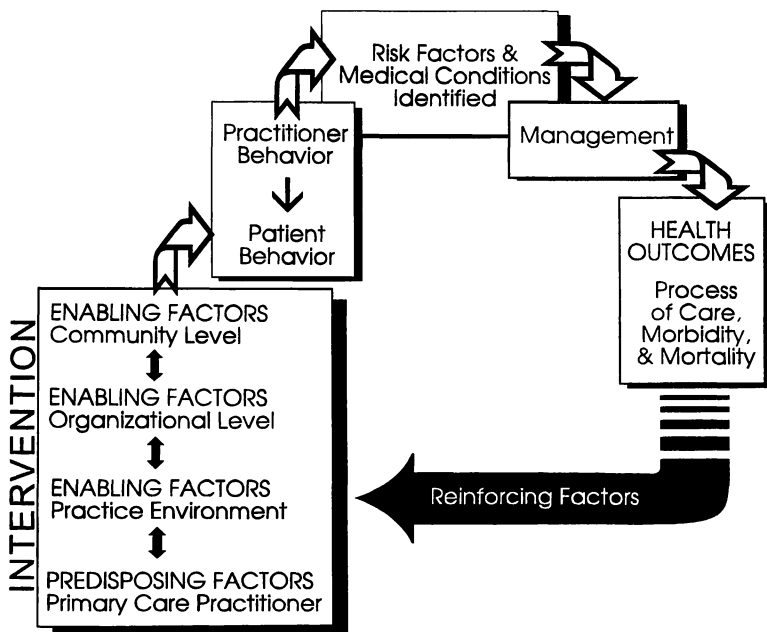 Risk Factors &
Medical Conditions
Identified
Practitioner
Behavior
Patient
Behavior
Management
HEALTH
OUTCOMES
Process
of Care,
Morbidity,
& Mortality
INTERVENTION
ENABLING FACTORS
Community Level
ENABLING FACTORS
Organizational Level
ENABLING FACTORS
Practice Environment
PREDISPOSING FACTORS
Primary Care Practitioner
Reinforcing Factors